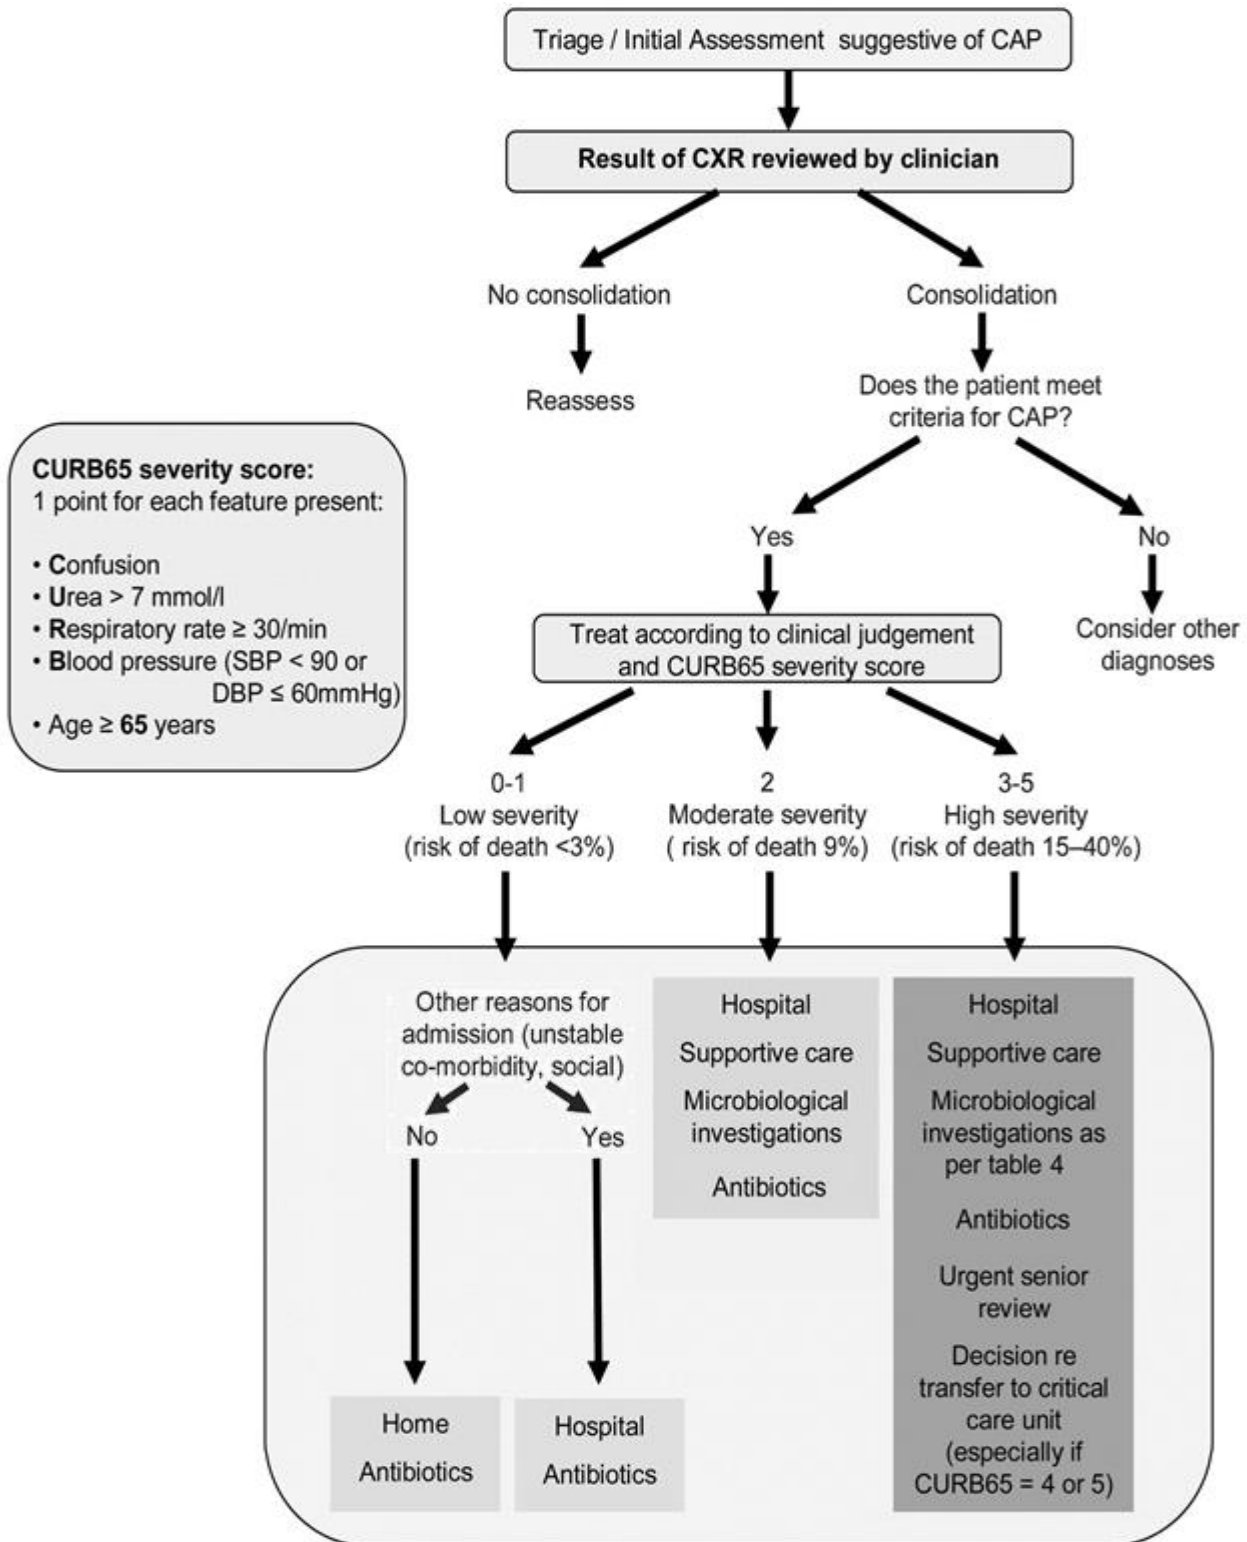 Triage / Initial Assessment suggestive of CAP
Result of CXR reviewed by clinician
No consolidation
Consolidation
Reassess
Does the patient meet
criteria for CAP?
CURB65 severity score:
1 point for each feature present:
• Confusion
• Urea > 7 mmol/l
• Respiratory rate ≥ 30/min
• Blood pressure (SBP < 90 or
DBP ≤ 60mmHg)
• Age ≥ 65 years
Yes
No
Treat according to clinical judgement
and CURB65 severity score
Consider other
diagnoses
0-1
Low severity
(risk of death <3%)
2
Moderate severity
( risk of death 9%)
3-5
High severity
(risk of death 15–40%)
Other reasons for
admission (unstable
co-morbidity, social)
No
Yes
Home
Antibiotics
Hospital
Antibiotics
Hospital
Supportive care
Microbiological
investigations
Antibiotics
Hospital
Supportive care
Microbiological
investigations as
per table 4
Antibiotics
Urgent senior
review
Decision re
transfer to critical
care unit
(especially if
CURB65 = 4 or 5)